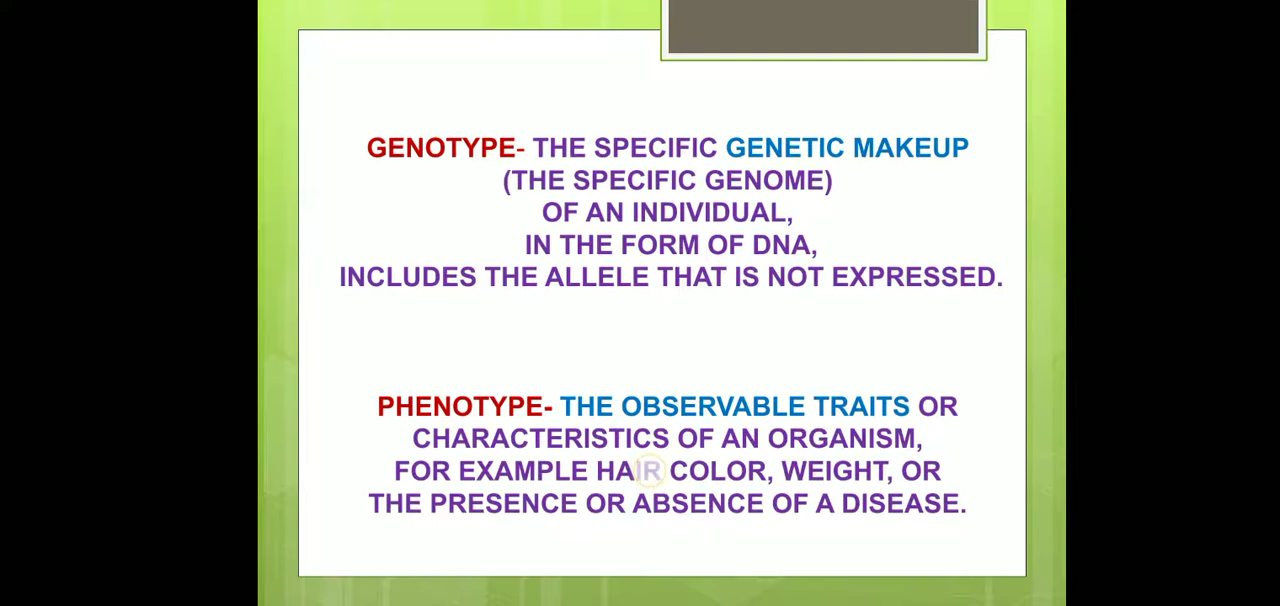 GENOTYPE- THE SPECIFIC GENETIC MAKEUP
(THE SPECIFIC GENOME)
OF AN INDIVIDUAL,
IN THE FORM OF DNA,
INCLUDES THE ALLELE THAT IS NOT EXPRESSED.
PHENOTYPE- THE OBSERVABLE TRAITS OR
CHARACTERISTICS OF AN ORGANISM,
FOR EXAMPLE HAIR COLOR, WEIGHT, OR
THE PRESENCE OR ABSENCE OF A DISEASE.